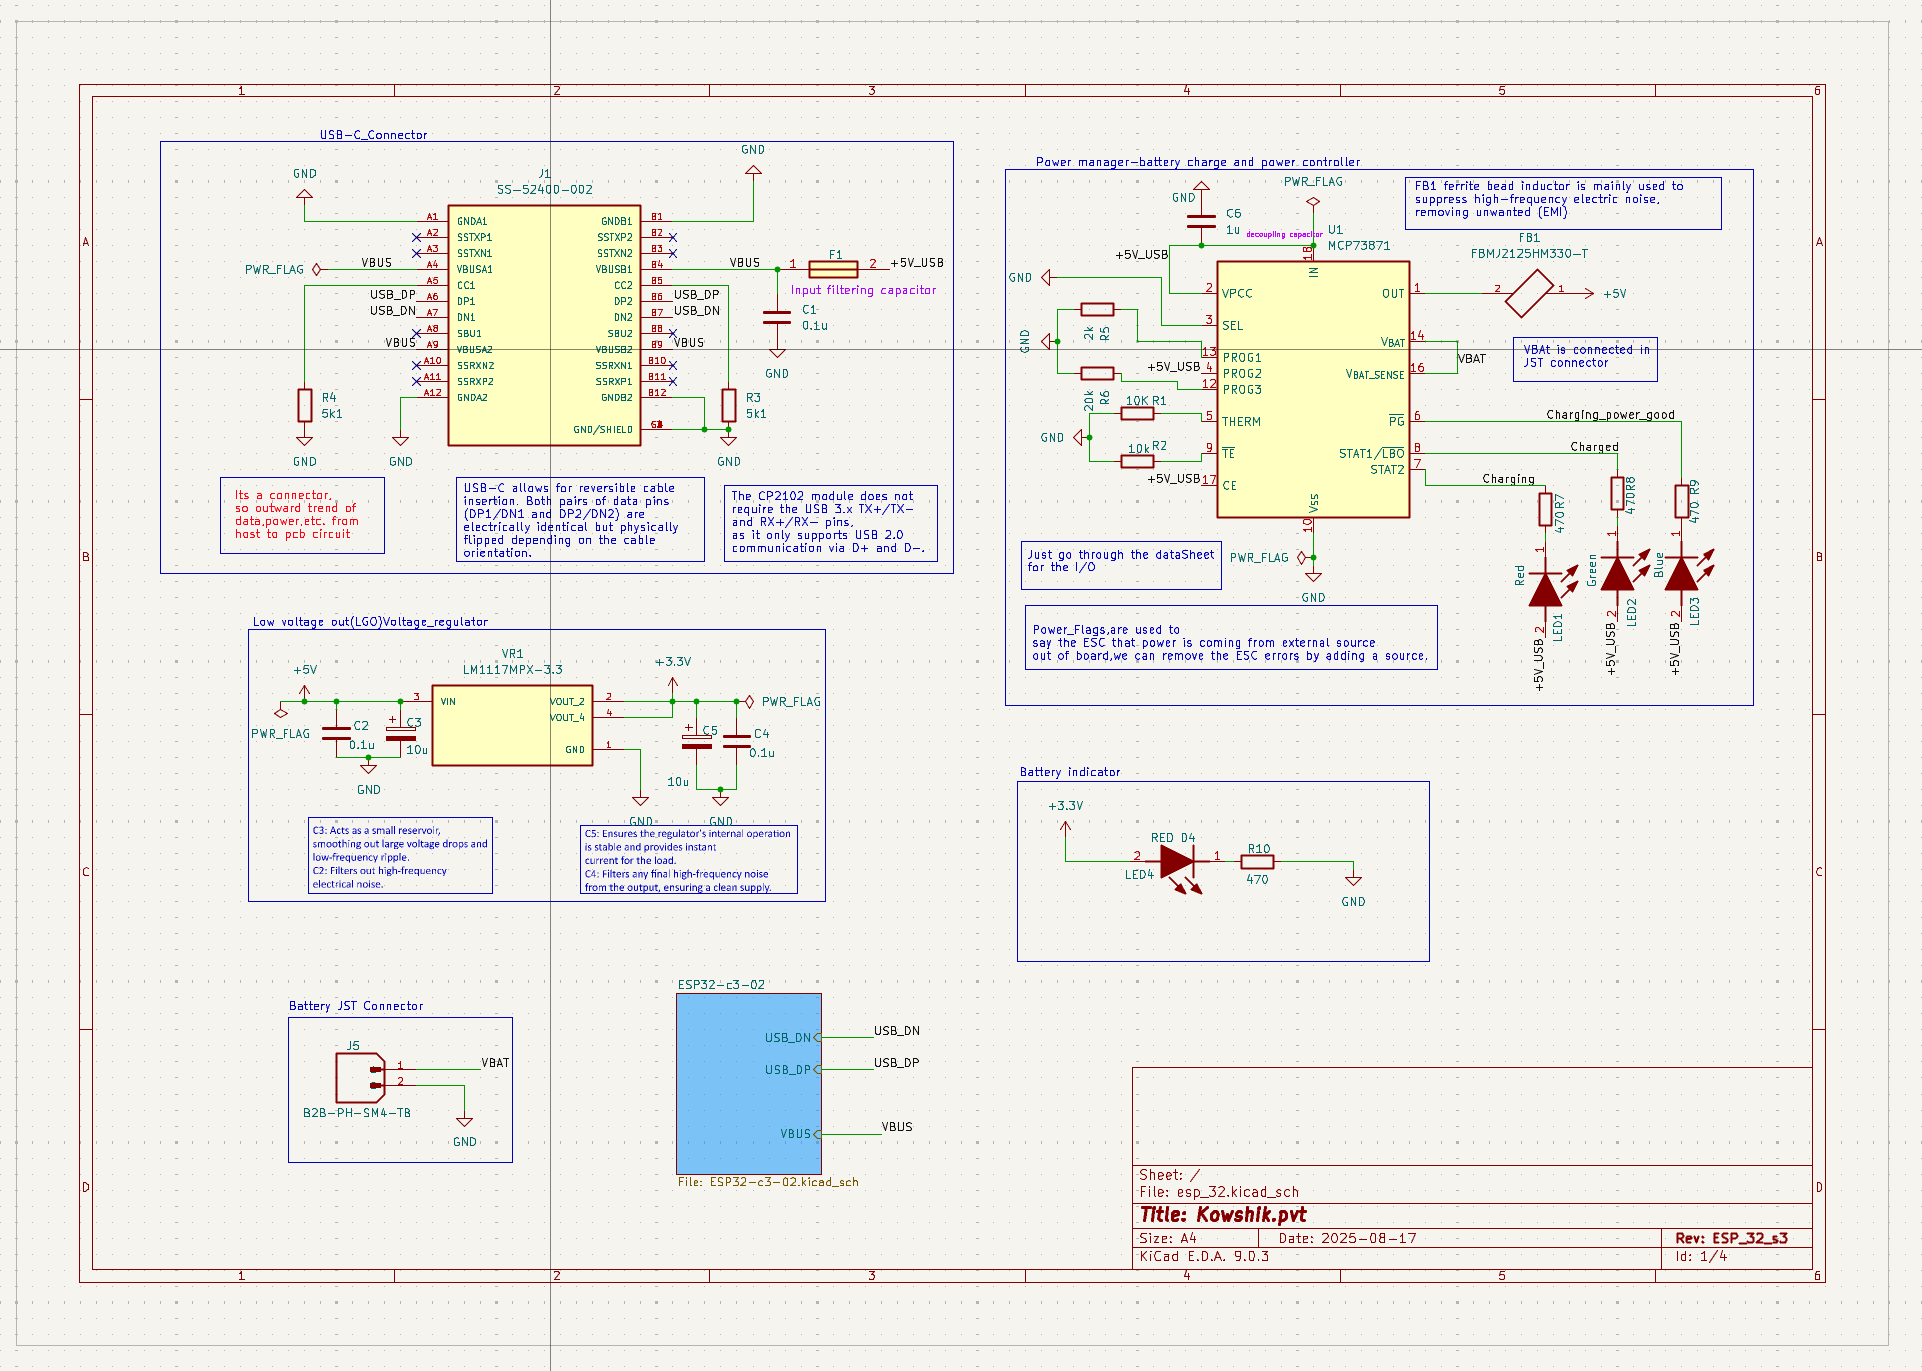 1 2 3 4 5 6
A
B
C
D
USB-C_Connector
GND
J1
SS-52400-002
GND
A1 GNDA1
A2 SSTXP1
A3 SSTXN1
PWR_FLAG VBUS A4 VBUSA1
A5 CC1
USB_DP A6 DP1
USB_DN A7 DN1
A8 SBU1
VBUS A9 VBUSA2
A10 SSRXN2
A11 SSRXP2
A12 GNDA2
GNDB1 B1
SSTXP2 B2
SSTXN2 B3
VBUSB1 B4 VBUS
CC2 B5
DP2 B6 USB_DP
DN2 B7 USB_DN
SBU2 B8
VBUSB2 B9 VBUS
SSRXN1 B10
SSRXP1 B11
GNDB2 B12
GND/SHIELD
1 F1 2 +5V_USB
Input filtering capacitor
C1
0.1u
GND
R4
5k1
GND
GND
R3
5k1
GND
Its a connector,
so outward trend of
data,power,etc. from
host to pcb circuit
USB-C allows for reversible cable
insertion. Both pairs of data pins
(DP1/DN1 and DP2/DN2) are
electrically identical but physically
flipped depending on the cable
orientation.
The CP2102 module does not
require the USB 3.x TX+/TX-
and RX+/RX- pins,
as it only supports USB 2.0
communication via D+ and D-.
Power manager-battery charge and power controller
GND
C6
1u
PWR_FLAG
decoupling capacitor
U1
MCP73871
+5V_USB
GND
18 IN
2 VPCC
3 SEL
13 PROG1
+5V_USB 4 PROG2
12 PROG3
5 THERM
9 TE
+5V_USB 17 CE
10 Vss
OUT 1
VBAT 14
VBAT_SENSE 16
PG 6
STAT1/LBO 8
STAT2 7
GND
2k R5
20k R6
10K R1
10k R2
GND
FB1 ferrite bead inductor is mainly used to
suppress high-frequency electric noise,
removing unwanted (EMI)
FB1
FBMJ2125HM330-T
2 1 +5V
VBAT
VBAt is connected in
JST connector
Charging_power_good
Charged
Charging
470 R7
470 R8
470 R9
1 Red 2 LED1 +5V_USB
1 Green 2 LED2 +5V_USB
1 Blue 2 LED3 +5V_USB
PWR_FLAG
GND
Just go through the dataSheet
for the I/O
Power_Flags,are used to
say the ESC that power is coming from external source
out of board,we can remove the ESC errors by adding a source.
Low voltage out(LGO)Voltage_regulator
+5V
VR1
LM1117MPX-3.3
+3.3V
PWR_FLAG
C2
0.1u
C3
10u
GND
3 VIN
VOUT_2 2
VOUT_4 4
GND 1
PWR_FLAG
C5
10u
C4
0.1u
GND
GND
C3: Acts as a small reservoir,
smoothing out large voltage drops and
low-frequency ripple.
C2: Filters out high-frequency
electrical noise.
C5: Ensures the regulator's internal operation
is stable and provides instant
current for the load.
C4: Filters any final high-frequency noise
from the output, ensuring a clean supply.
Battery indicator
+3.3V
RED D4
2 1
LED4
R10
470
GND
Battery JST Connector
J5
1 VBAT
2
B2B-PH-SM4-TB
GND
ESP32-c3-02
USB_DN USB_DN
USB_DP USB_DP
VBUS VBUS
File: ESP32-c3-02.kicad_sch
Sheet: /
File: esp_32.kicad_sch
Title: Kowshik.pvt
Size: A4 Date: 2025-08-17 Rev: ESP_32_s3
KiCad E.D.A. 9.0.3 Id: 1/4
A
B
C
D
1 2 3 4 5 6